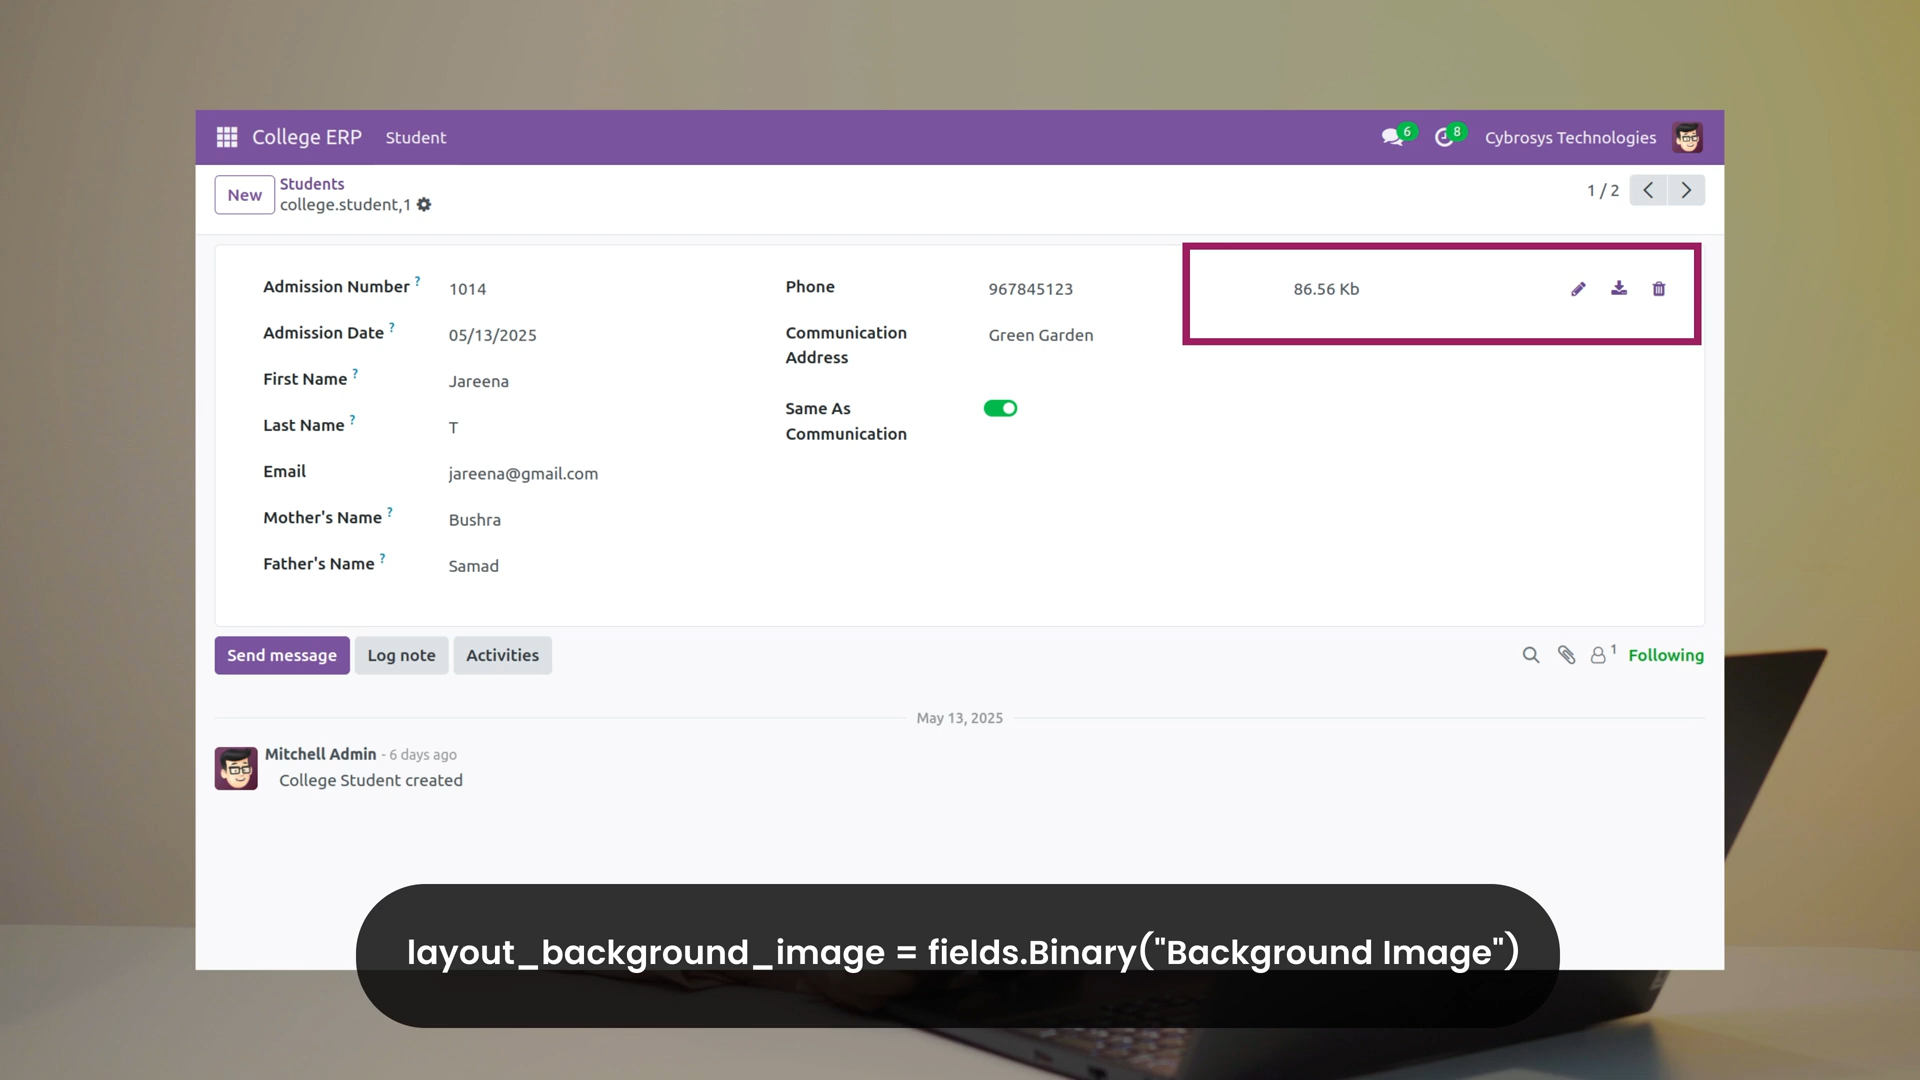 College ERP Student 6 8 Cybrosys Technologies
New Students 1 / 2
college.student,1
Admission Number ? 1014 Phone 967845123 86.56 Kb
Admission Date ? 05/13/2025 Communication Address Green Garden
First Name ? Jareena
Same As Communication
Last Name ? T
Email jareena@gmail.com
Mother's Name ? Bushra
Father's Name ? Samad
Send message Log note Activities 1 Following
May 13, 2025
Mitchell Admin - 6 days ago
College Student created
layout_background_image = fields.Binary("Background Image")